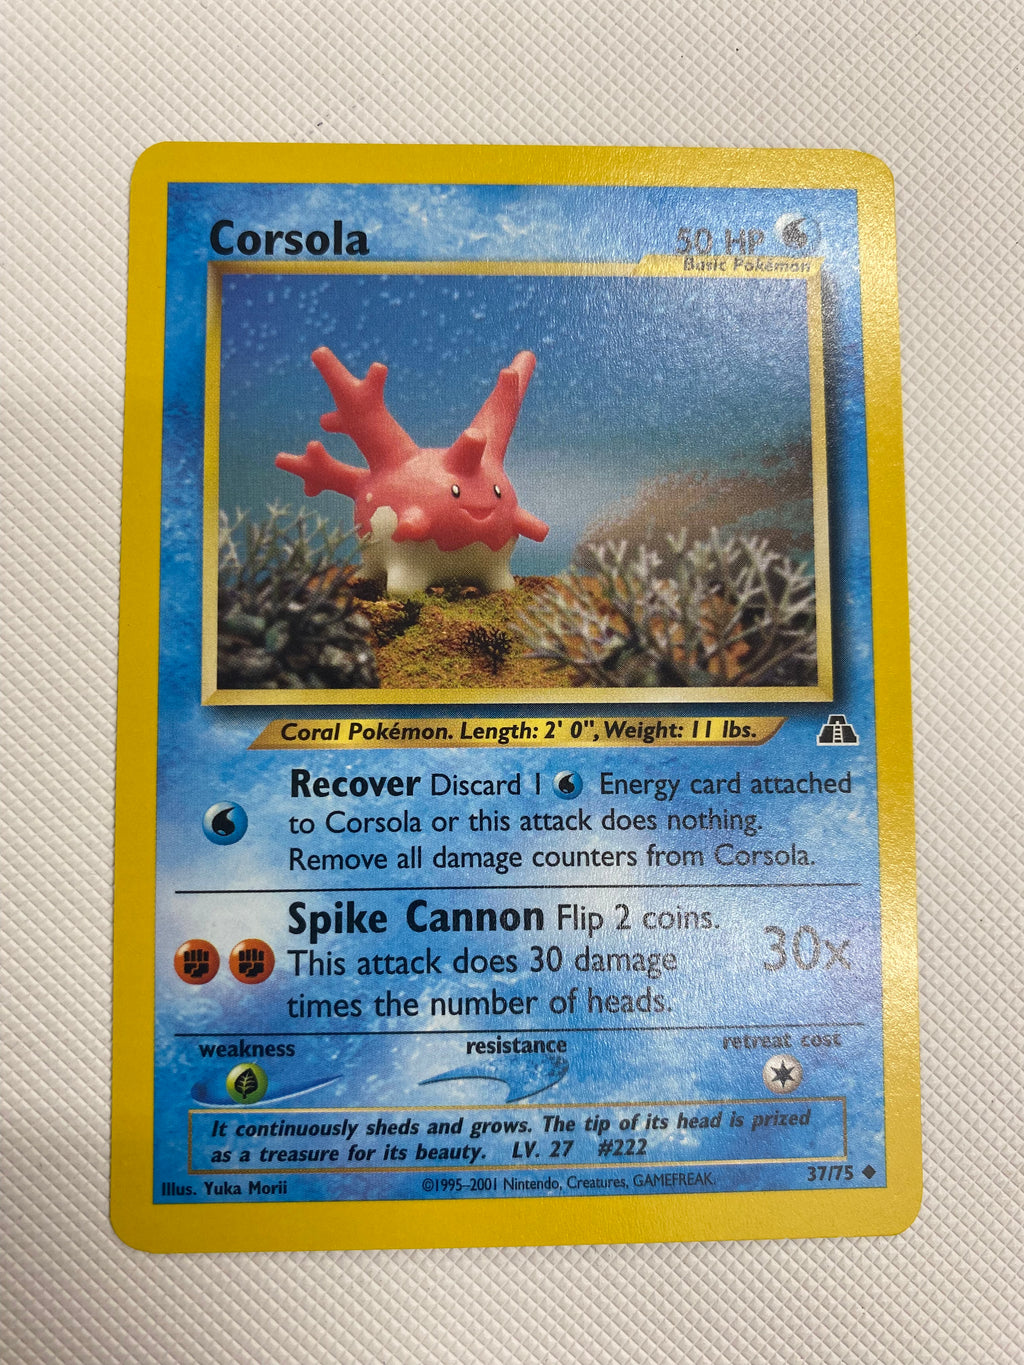 Corsola
50 HP
Basic Pokémon
Coral Pokémon. Length: 2' 0", Weight: 11 lbs.
Recover Discard 1 Energy card attached
to Corsola or this attack does nothing.
Remove all damage counters from Corsola.
Spike Cannon Flip 2 coins.
This attack does 30 damage
times the number of heads.
30x
weakness
resistance
retreat cost
It continuously sheds and grows. The tip of its head is prized
as a treasure for its beauty. LV. 27 #222
Illus. Yuka Morii
©1995-2001 Nintendo, Creatures, GAMEFREAK.
37/75